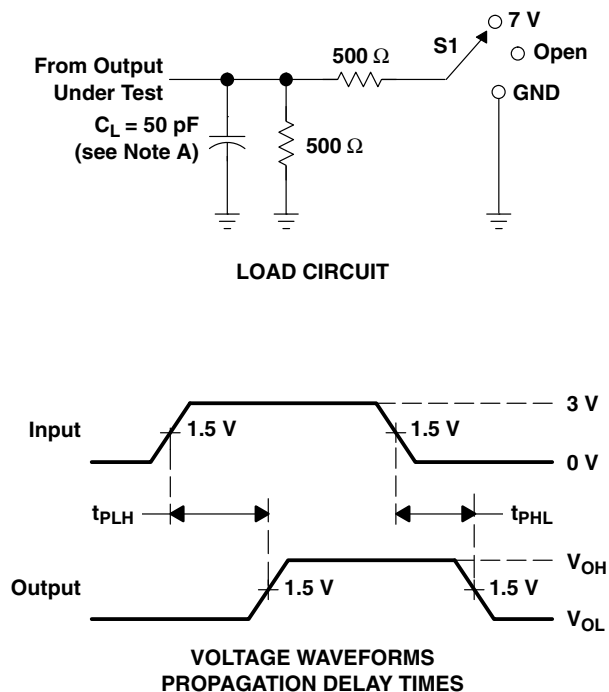 7 V
S1
Open
500 Ω
From Output
Under Test
GND
C_L = 50 pF
(see Note A)
500 Ω
LOAD CIRCUIT
3 V
Input
1.5 V
1.5 V
0 V
t_PLH
t_PHL
V_OH
Output
1.5 V
1.5 V
V_OL
VOLTAGE WAVEFORMS
PROPAGATION DELAY TIMES